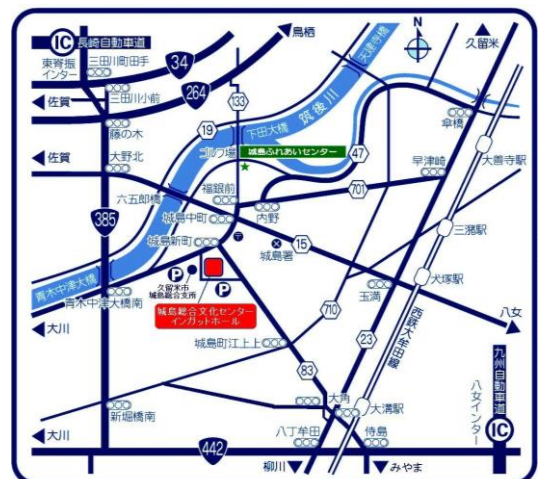 IC 長崎自動車道
鳥栖
N
久留米
東脊振
インター
三田川町田手
34
天建寺橋
三田川小前
264
佐賀
133
筑後川
藤の木
19
下田大橋
傘橋
佐賀
大野北
ゴルフ場
城島ふれあいセンター
47
早津崎
大善寺駅
六五郎橋
福銀前
701
385
城島中町
内野
三潴駅
城島新町
〒
城島署
15
青木中津大橋
P
久留米市
城島総合支所
P
犬塚駅
青木中津大橋南
玉満
城島総合文化センター
インガットホール
大川
710
西鉄大牟田線
八女
城島町江上上
23
83
九州自動車道
八女インター
IC
新堀橋南
大角
大溝駅
大川
八丁牟田
侍島
442
柳川
みやま